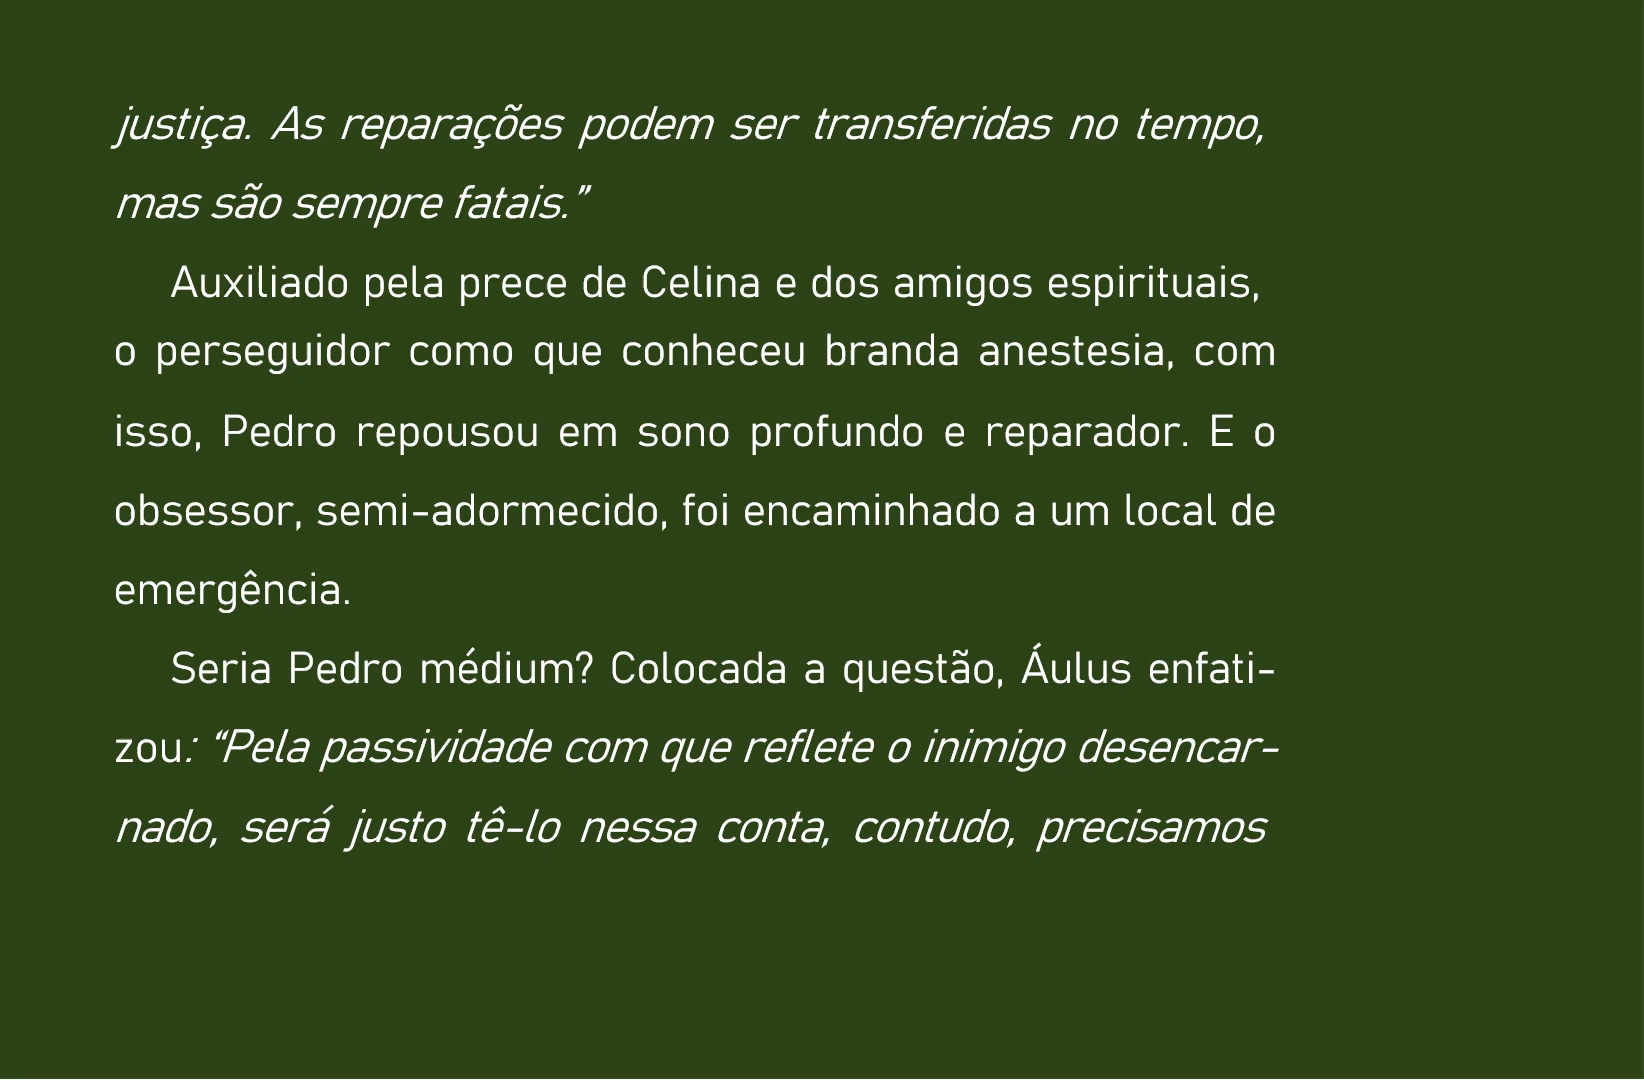 justiça. As reparações podem ser transferidas no tempo,
mas são sempre fatais.”
Auxiliado pela prece de Celina e dos amigos espirituais,
o perseguidor como que conheceu branda anestesia, com
isso, Pedro repousou em sono profundo e reparador. E o
obsessor, semi-adormecido, foi encaminhado a um local de
emergência.
Seria Pedro médium? Colocada a questão, Áulus enfati-
zou: “Pela passividade com que reflete o inimigo desencar-
nado, será justo tê-lo nessa conta, contudo, precisamos